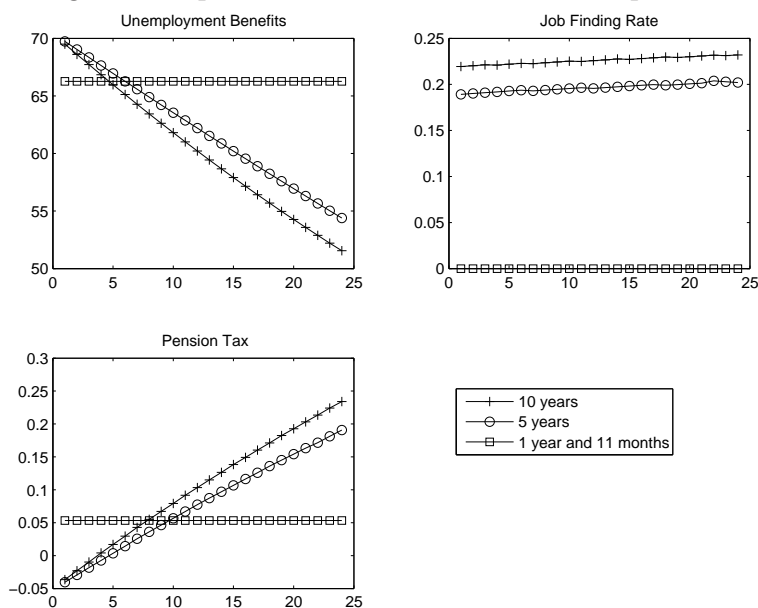 Unemployment Benefits
70
65
60
55
50
0 5 10 15 20 25
Job Finding Rate
0.25
0.2
0.15
0.1
0.05
0
0 5 10 15 20 25
Pension Tax
0.3
0.25
0.2
0.15
0.1
0.05
0
−0.05
0 5 10 15 20 25
10 years
5 years
1 year and 11 months